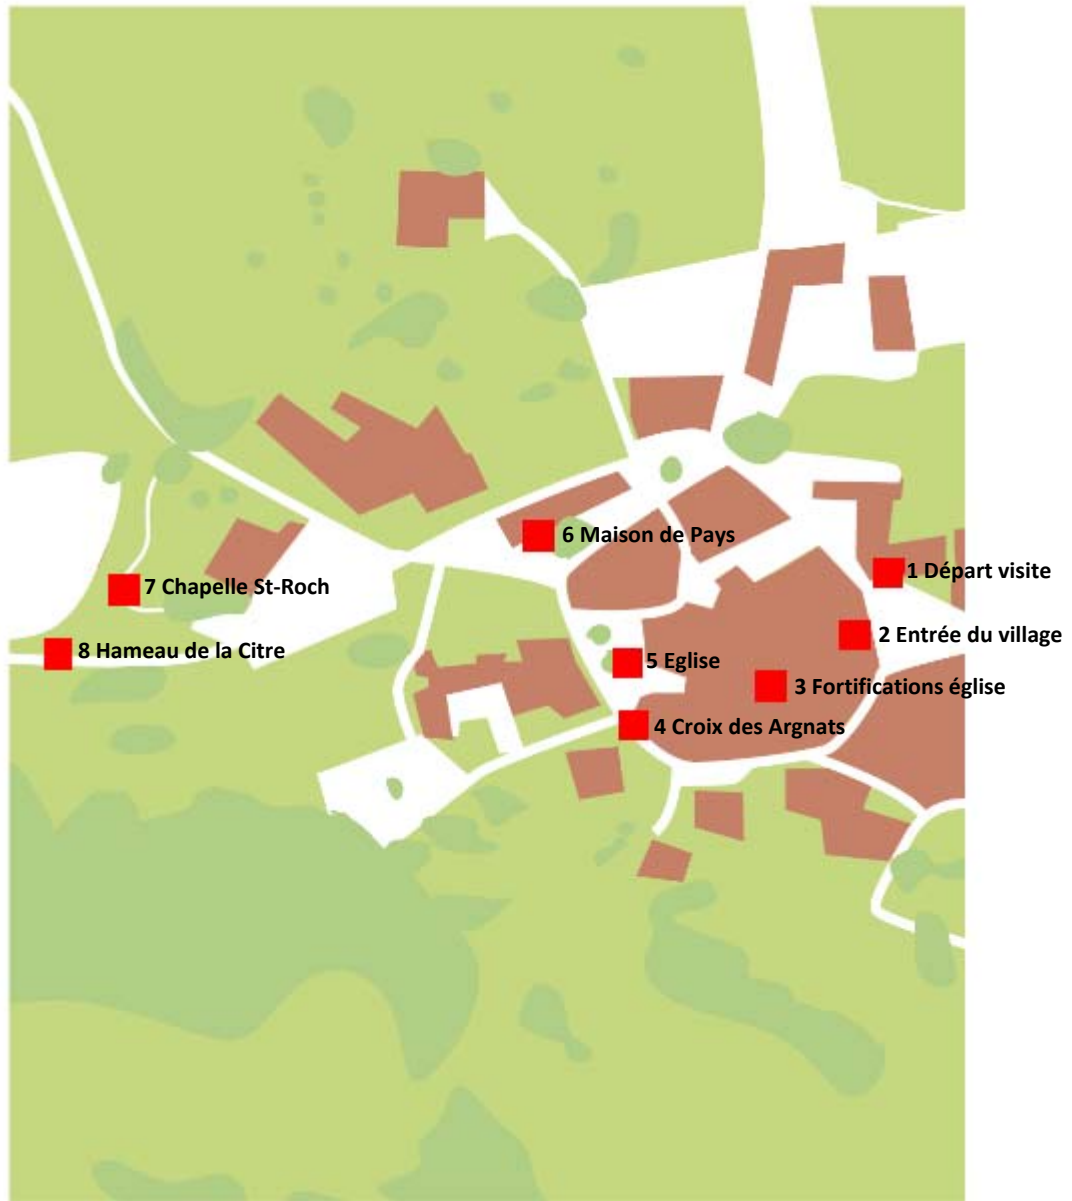 6 Maison de Pays
1 Départ visite
7 Chapelle St-Roch
2 Entrée du village
8 Hameau de la Citre
5 Eglise
3 Fortifications église
4 Croix des Argnats